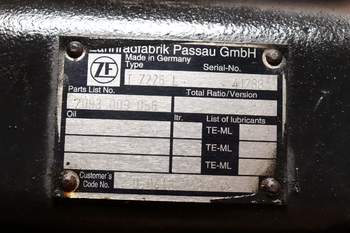 Zahnradfabrik Passau GmbH
Made in Germany
ZF
Type
Serial-No.
Parts List No.
Total Ratio/Version
Oil
ltr.
List of lubricants
TE-ML
TE-ML
TE-ML
Customer's
Code No.